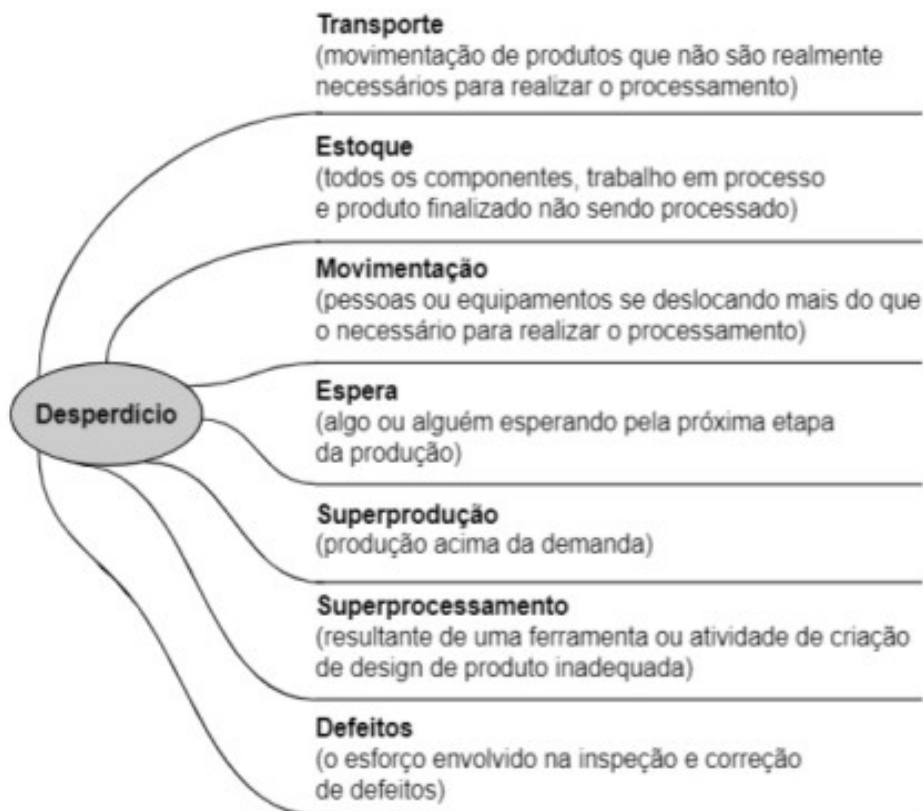 Transporte
(movimentação de produtos que não são realmente
necessários para realizar o processamento)
Estoque
(todos os componentes, trabalho em processo
e produto finalizado não sendo processado)
Movimentação
(pessoas ou equipamentos se deslocando mais do que
o necessário para realizar o processamento)
Desperdício
Espera
(algo ou alguém esperando pela próxima etapa
da produção)
Superprodução
(produção acima da demanda)
Superprocessamento
(resultante de uma ferramenta ou atividade de criação
de design de produto inadequada)
Defeitos
(o esforço envolvido na inspeção e correção
de defeitos)